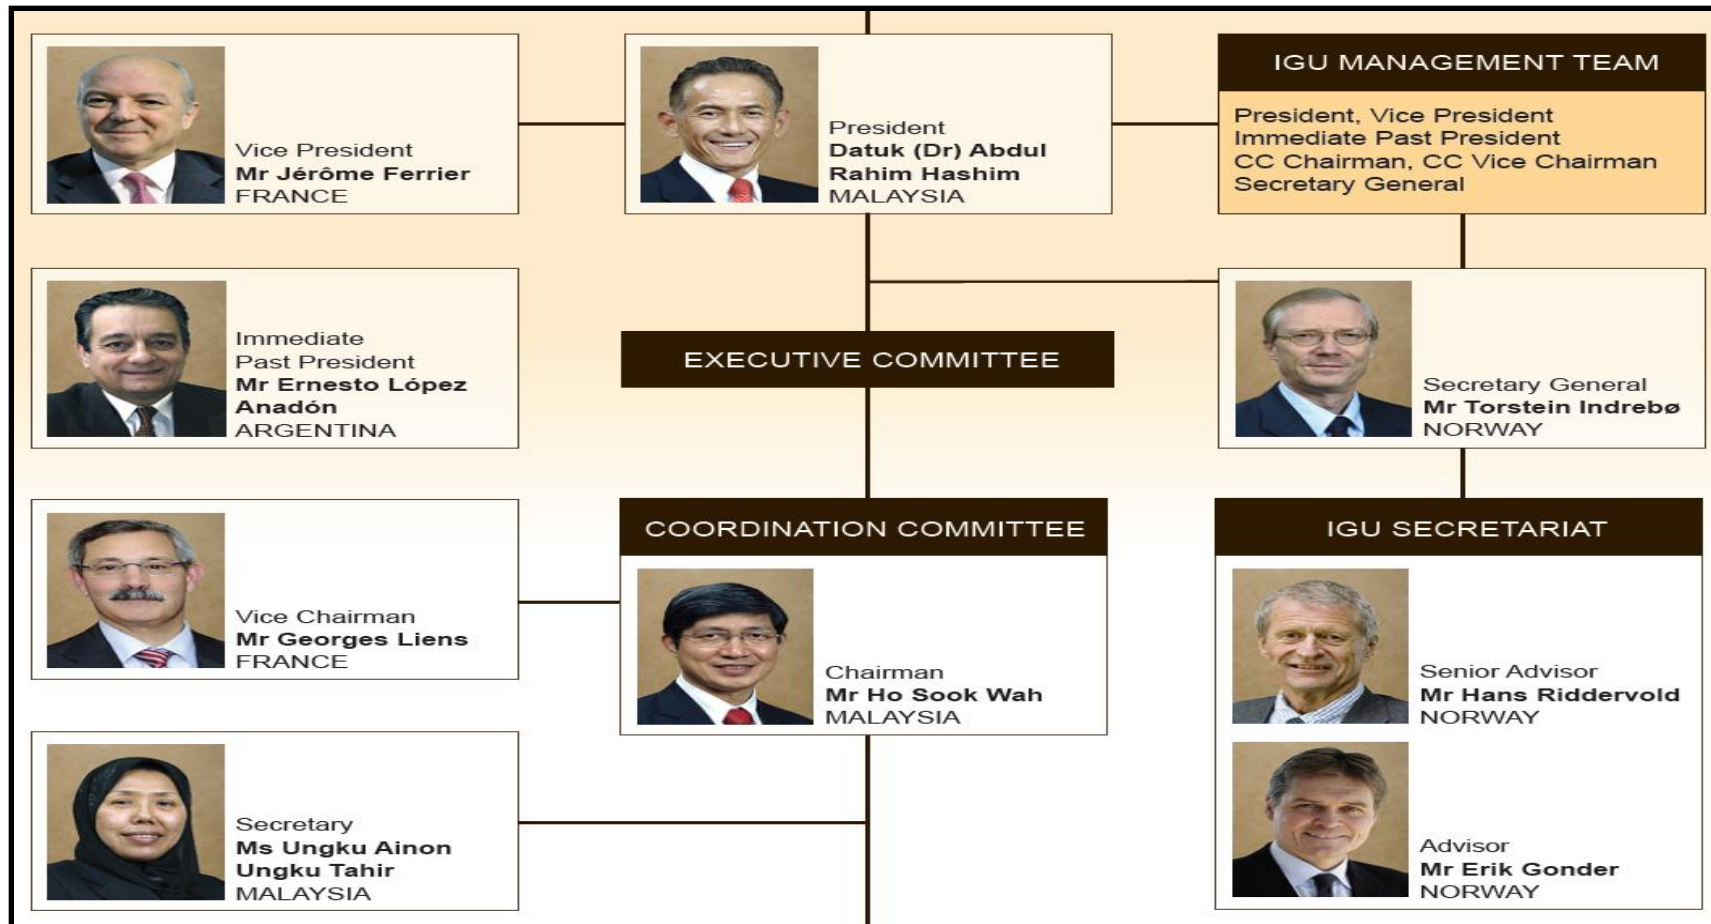 Vice President
Mr Jérôme Ferrier
FRANCE
President
Datuk (Dr) Abdul
Rahim Hashim
MALAYSIA
IGU MANAGEMENT TEAM
President, Vice President
Immediate Past President
CC Chairman, CC Vice Chairman
Secretary General
Immediate
Past President
Mr Ernesto López
Anadón
ARGENTINA
EXECUTIVE COMMITTEE
Secretary General
Mr Torstein Indrebø
NORWAY
Vice Chairman
Mr Georges Liens
FRANCE
COORDINATION COMMITTEE
Chairman
Mr Ho Sook Wah
MALAYSIA
IGU SECRETARIAT
Senior Advisor
Mr Hans Riddervold
NORWAY
Secretary
Ms Ungku Ainon
Ungku Tahir
MALAYSIA
Advisor
Mr Erik Gonder
NORWAY